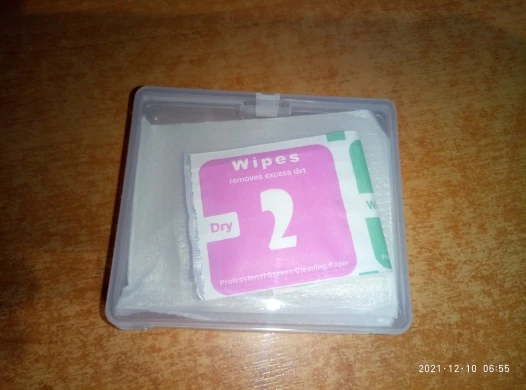 Wipes
removes excess dirt
Dry
2
W
Professional Screen Cleaning Paper
2021-12-10 06:55